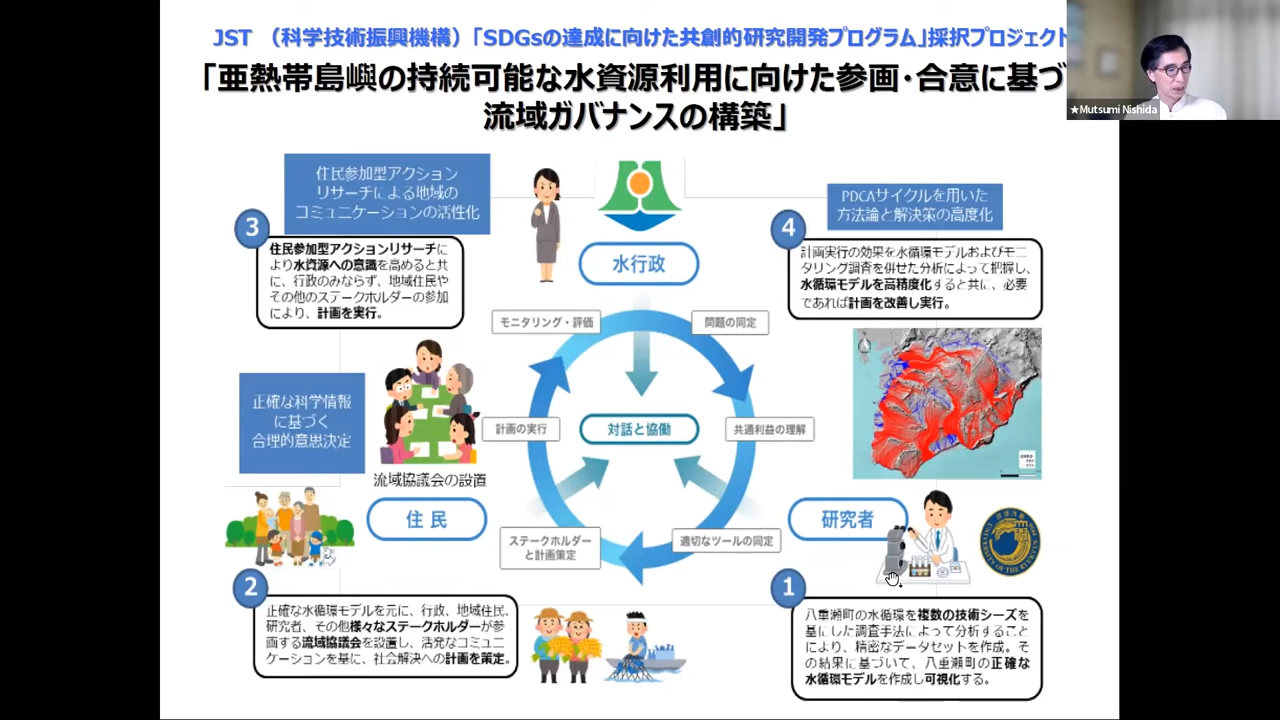 JST （科学技術振興機構）「SDGsの達成に向けた共創的研究開発プログラム」採択プロジェクト
「亜熱帯島嶼の持続可能な水資源利用に向けた参画・合意に基づ
流域ガバナンスの構築」
★Mutsumi Nishida
住民参加型アクション
リサーチによる地域の
コミュニケーションの活性化
3
住民参加型アクションリサーチに
より水資源への意識を高めると共
に、行政のみならず、地域住民や
その他のステークホルダーの参加
により、計画を実行。
水行政
PDCAサイクルを用いた
方法論と解決策の高度化
4
計画実行の効果を水循環モデルおよびモニ
タリング調査を併せた分析によって把握し、
水循環モデルを高精度化すると共に、必要
であれば計画を改善し実行。
モニタリング・評価
問題の同定
正確な科学情報
に基づく
合理的意思決定
計画の実行
対話と協働
共通利益の理解
流域協議会の設置
住 民
研究者
ステークホルダー
と計画策定
適切なツールの同定
UNIVERSITY OF THE RYUKYUS
2
正確な水循環モデルを元に、行政、地域住民、
研究者、その他様々なステークホルダーが参
画する流域協議会を設置し、活発なコミュニ
ケーションを基に、社会解決への計画を策定。
1
八重瀬町の水循環を複数の技術シーズを
基にした調査手法によって分析すること
により、精密なデータセットを作成。そ
の結果に基づいて、八重瀬町の正確な
水循環モデルを作成し可視化する。